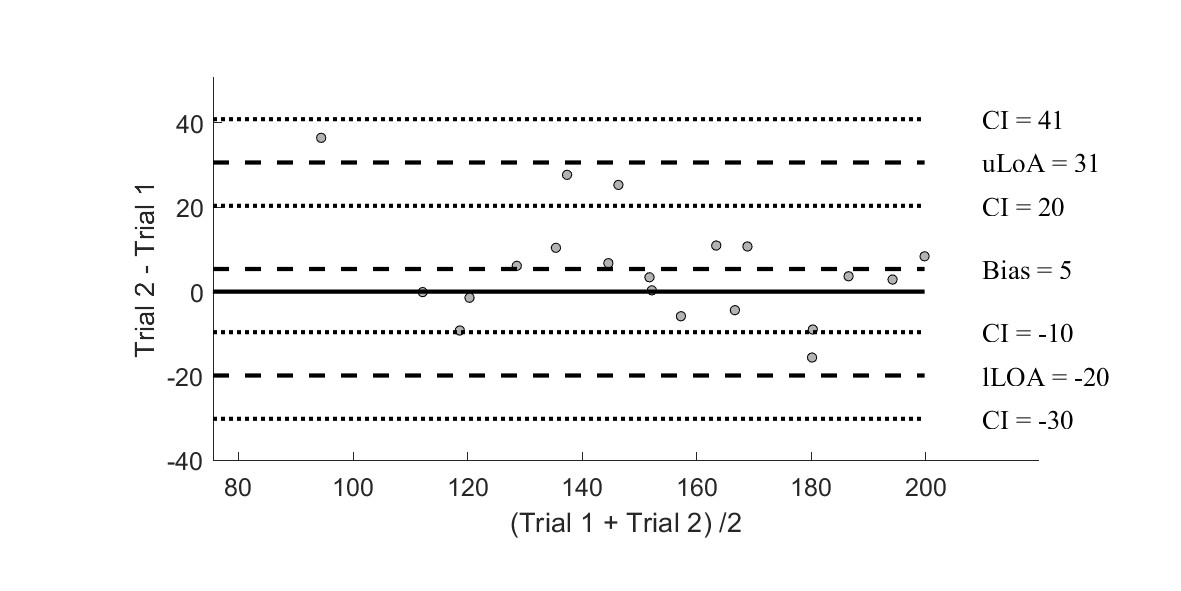 Trial 2 - Trial 1
40
20
0
-20
-40
80 100 120 140 160 180 200
(Trial 1 + Trial 2) /2
CI = 41
uLoA = 31
CI = 20
Bias = 5
CI = -10
lLOA = -20
CI = -30